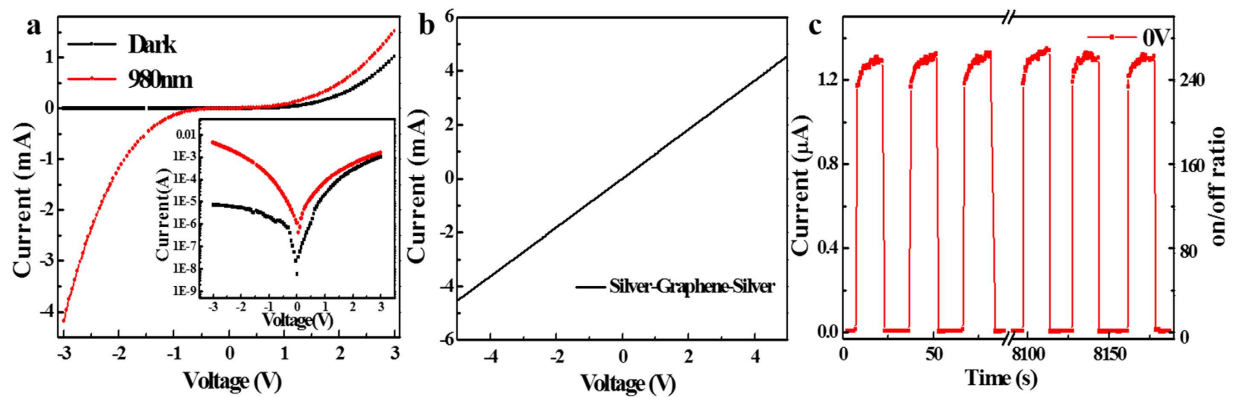 a
Dark
980nm
Current (mA)
1
0
-1
-2
-3
-4
-3
-2
-1
0
1
2
3
Voltage (V)
Current(A)
0.01
1E-3
1E-4
1E-5
1E-6
1E-7
1E-8
1E-9
-3
-2
-1
0
1
2
3
Voltage(V)
b
Current (mA)
6
4
2
0
-2
-4
-6
-4
-2
0
2
4
Silver-Graphene-Silver
Voltage (V)
c
0V
Current (μA)
1.2
0.9
0.6
0.4
0.0
on/off ratio
240
160
80
0
0
50
8100
8150
Time (s)